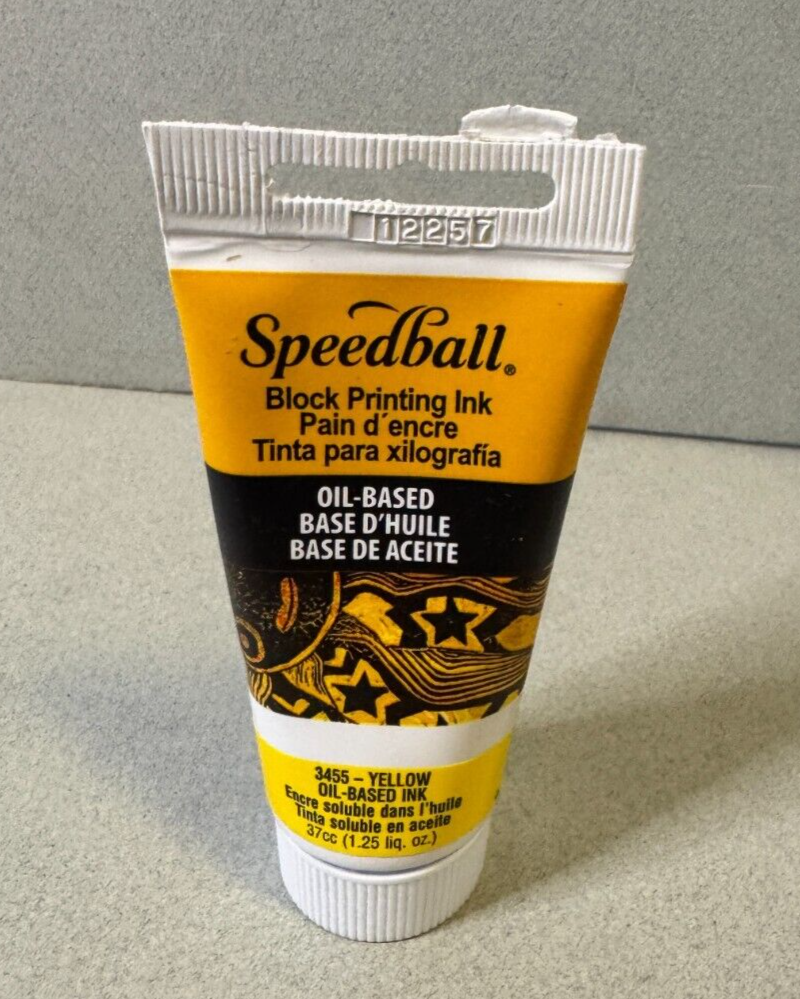 12257
Speedball®
Block Printing Ink
Pain d´encre
Tinta para xilografía
OIL-BASED
BASE D'HUILE
BASE DE ACEITE
3455 – YELLOW
OIL-BASED INK
Encre soluble dans l'huile
Tinta soluble en aceite
37cc (1.25 liq. oz.)